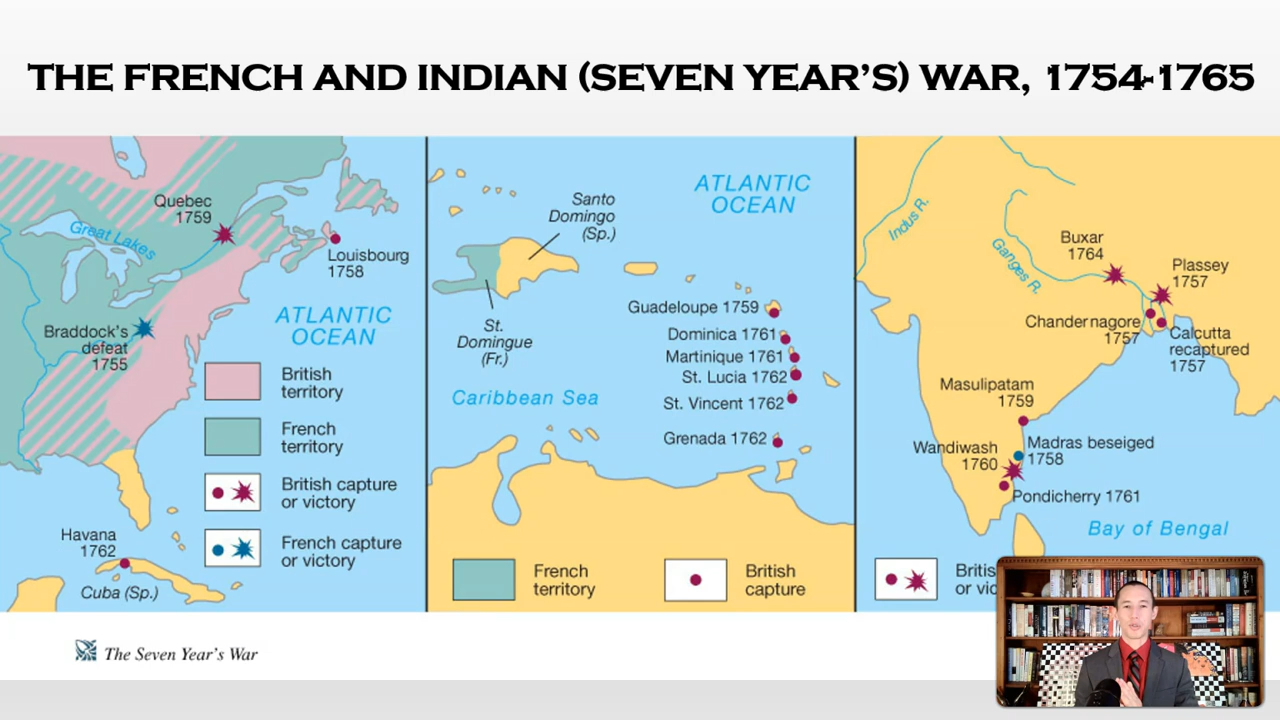 THE FRENCH AND INDIAN (SEVEN YEAR'S) WAR, 1754-1765
Quebec
1759
Great Lakes
Louisbourg
1758
Braddock's
defeat
1755
ATLANTIC
OCEAN
British
territory
French
territory
British capture
or victory
French capture
or victory
Havana
1762
Cuba (Sp.)
Santo
Domingo
(Sp.)
ATLANTIC
OCEAN
St.
Domingue
(Fr.)
Guadeloupe 1759
Dominica 1761
Martinique 1761
St. Lucia 1762
St. Vincent 1762
Grenada 1762
Caribbean Sea
French
territory
British
capture
Indus R.
Ganges R.
Buxar
1764
Plassey
1757
Chandernagore
1757
Calcutta
recaptured
1757
Masulipatam
1759
Wandiwash
1760
Madras beseiged
1758
Pondicherry 1761
Bay of Bengal
Britis
or vic
The Seven Year's War